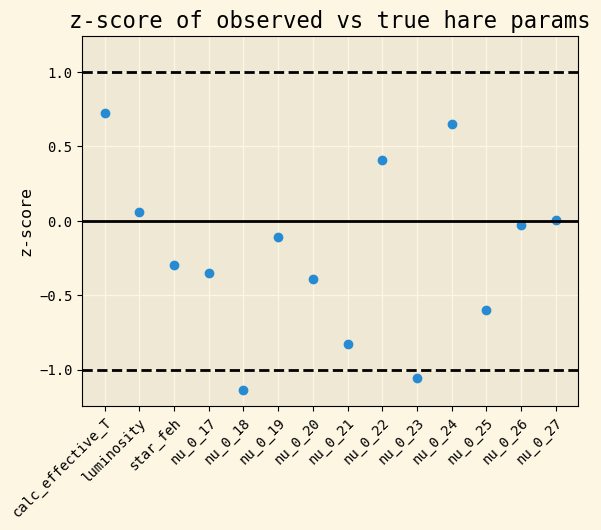 z-score of observed vs true hare params
z-score
1.0
0.5
0.0
−0.5
−1.0
calc_effective_T
luminosity
star_feh
nu_0_17
nu_0_18
nu_0_19
nu_0_20
nu_0_21
nu_0_22
nu_0_23
nu_0_24
nu_0_25
nu_0_26
nu_0_27